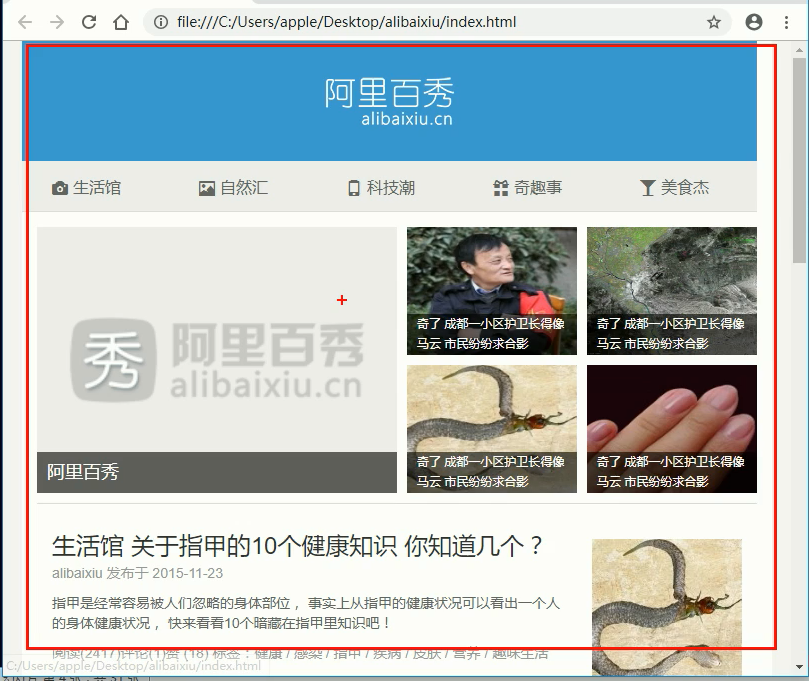 file:///C:/Users/apple/Desktop/alibaixiu/index.html
阿里百秀
alibaixiu.cn
生活馆
自然汇
科技潮
奇趣事
美食杰
秀 阿里百秀
alibaixiu.cn
阿里百秀
奇了 成都一小区护卫长得像
马云 市民纷纷求合影
奇了 成都一小区护卫长得像
马云 市民纷纷求合影
奇了 成都一小区护卫长得像
马云 市民纷纷求合影
奇了 成都一小区护卫长得像
马云 市民纷纷求合影
生活馆 关于指甲的10个健康知识 你知道几个？
alibaixiu 发布于 2015-11-23
指甲是经常容易被人们忽略的身体部位， 事实上从指甲的健康状况可以看出一个人
的身体健康状况， 快来看看10个暗藏在指甲里知识吧！
阅读(2417)评论(1)赞 (18) 标签：健康 / 感染 / 指甲 / 疾病 / 皮肤 / 营养 / 趣味生活
C:/Users/apple/Desktop/alibaixiu/index.html